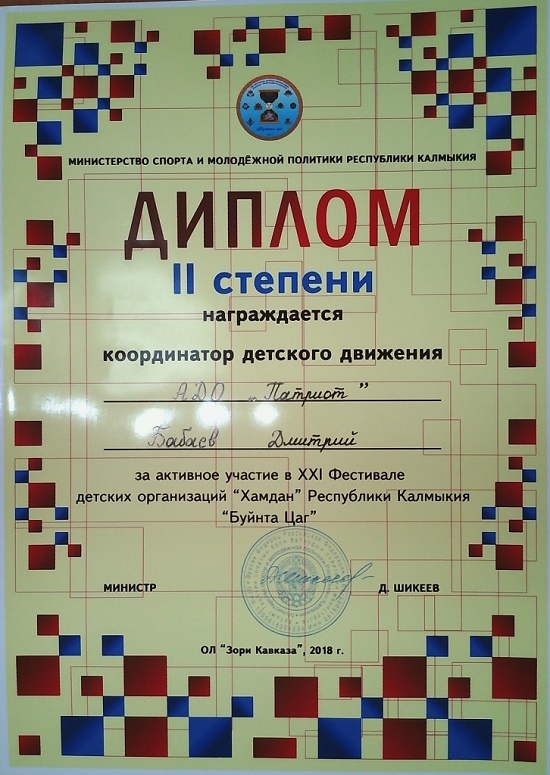 МИНИСТЕРСТВО СПОРТА И МОЛОДЁЖНОЙ ПОЛИТИКИ РЕСПУБЛИКИ КАЛМЫКИЯ
ДИПЛОМ
II степени
награждается
координатор детского движения
АДО „Патриот”
Бабаев Дмитрий
за активное участие в XXI Фестивале
детских организаций “Хамдан” Республики Калмыкия
“Буйнта Цаг”
МИНИСТР Д. ШИКЕЕВ
ОЛ “Зори Кавказа”, 2018 г.